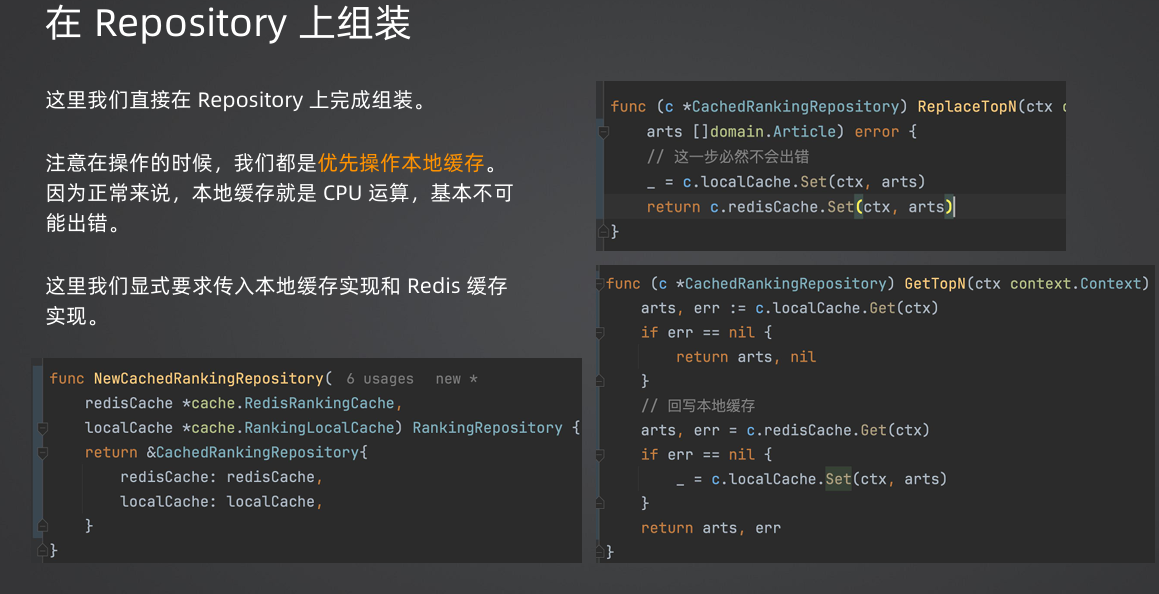 在 Repository 上组装
这里我们直接在 Repository 上完成组装。
注意在操作的时候，我们都是优先操作本地缓存。
因为正常来说，本地缓存就是 CPU 运算，基本不可
能出错。
这里我们显式要求传入本地缓存实现和 Redis 缓存
实现。
func NewCachedRankingRepository( 6 usages new *
    redisCache *cache.RedisRankingCache,
    localCache *cache.RankingLocalCache) RankingRepository {
    return &CachedRankingRepository{
        redisCache: redisCache,
        localCache: localCache,
    }
}
func (c *CachedRankingRepository) ReplaceTopN(ctx
    arts []domain.Article) error {
    // 这一步必然不会出错
    _ = c.localCache.Set(ctx, arts)
    return c.redisCache.Set(ctx, arts)
}
func (c *CachedRankingRepository) GetTopN(ctx context.Context)
    arts, err := c.localCache.Get(ctx)
    if err == nil {
        return arts, nil
    }
    // 回写本地缓存
    arts, err = c.redisCache.Get(ctx)
    if err == nil {
        _ = c.localCache.Set(ctx, arts)
    }
    return arts, err
}